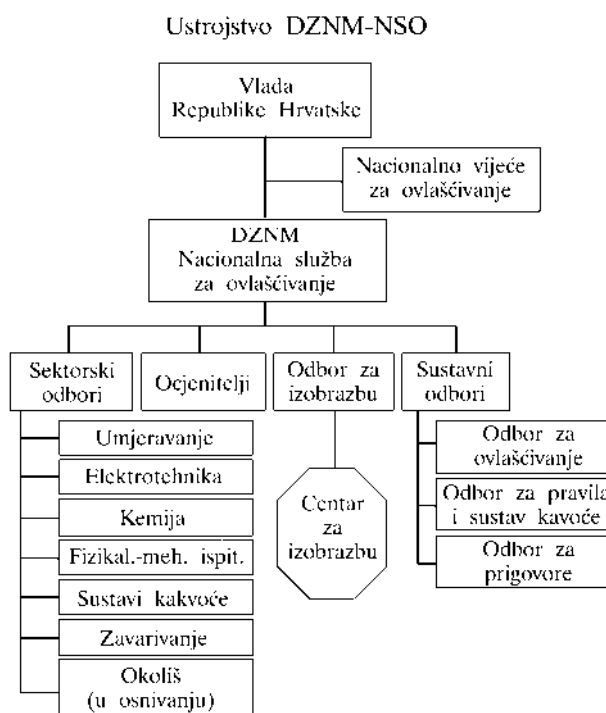 Ustrojstvo DZNM-NSO
Vlada
Republike Hrvatske
Nacionalno vijeće
za ovlašćivanje
DZNM
Nacionalna služba
za ovlašćivanje
Sektorski
odbori
Ocjenitelji
Odbor za
izobrazbu
Sustavni
odbori
Umjeravanje
Elektrotehnika
Kemija
Fizikal.-meh. ispit.
Sustavi kakvoće
Zavarivanje
Okoliš
(u osnivanju)
Centar
za
izobrazbu
Odbor za
ovlašćivanje
Odbor za pravila
i sustav kavoće
Odbor za
prigovore